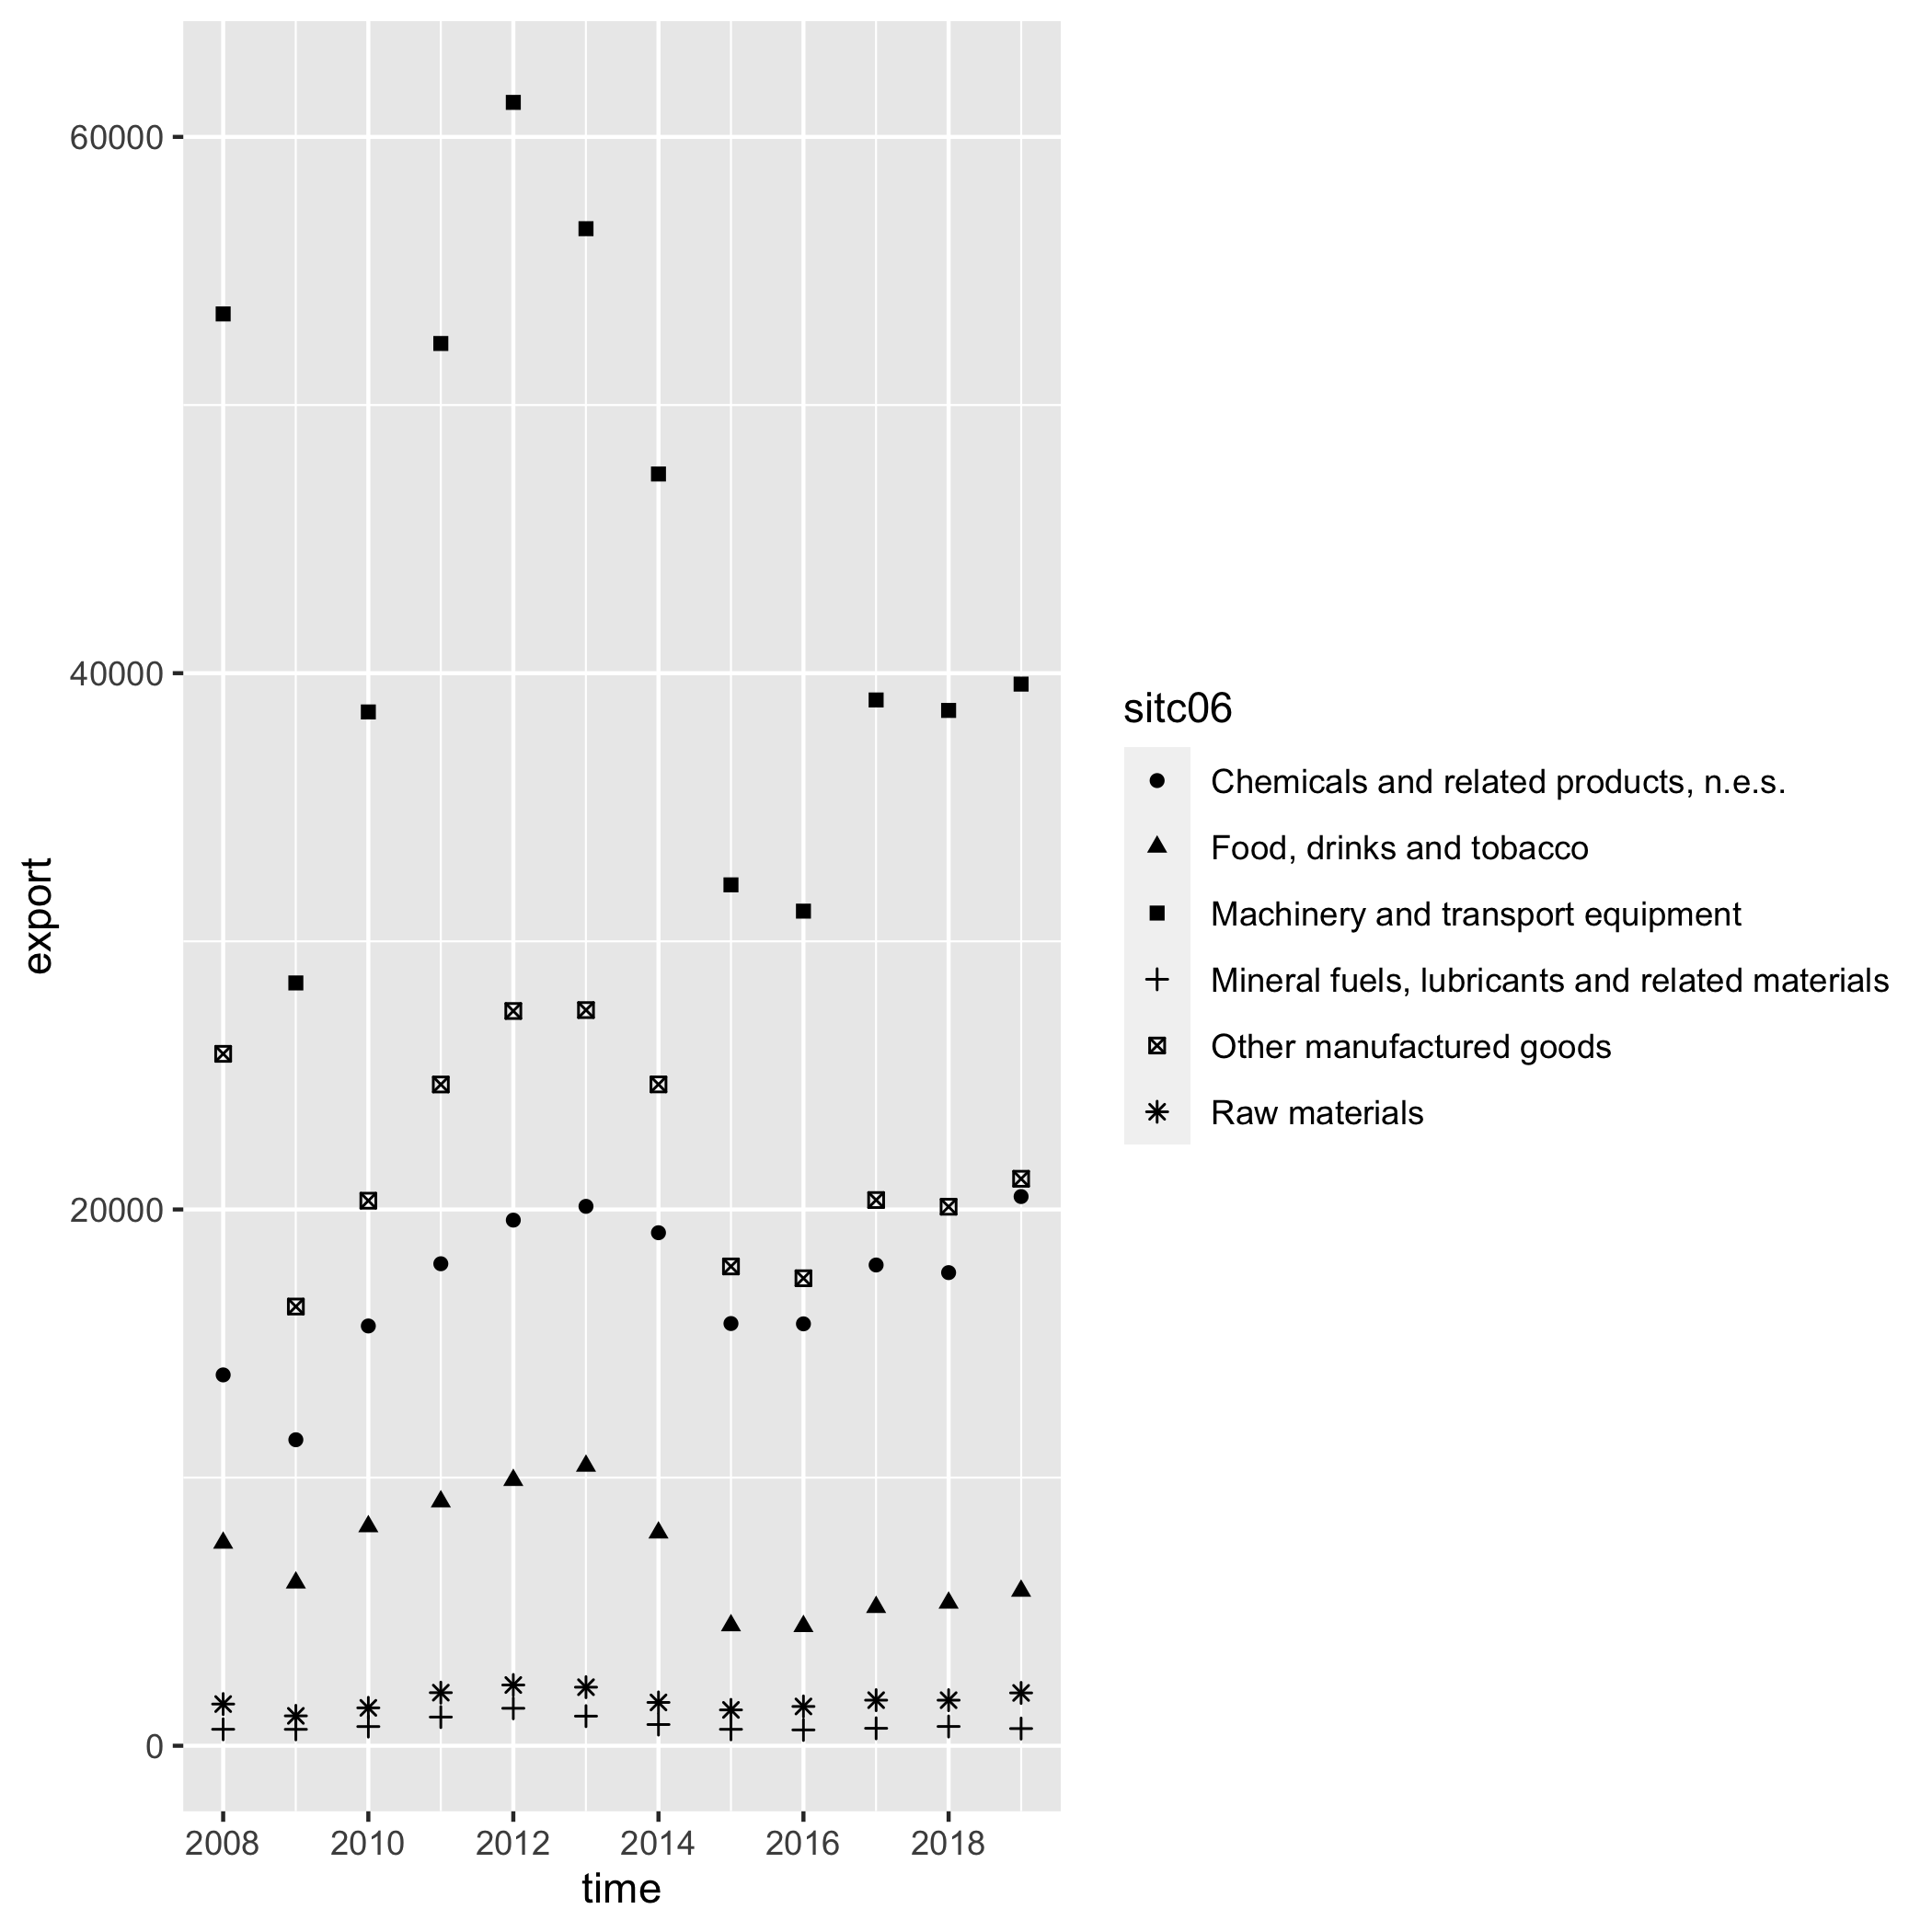 60000
40000
20000
0
export
2008 2010 2012 2014 2016 2018
time
sitc06
Chemicals and related products, n.e.s.
Food, drinks and tobacco
Machinery and transport equipment
Mineral fuels, lubricants and related materials
Other manufactured goods
Raw materials